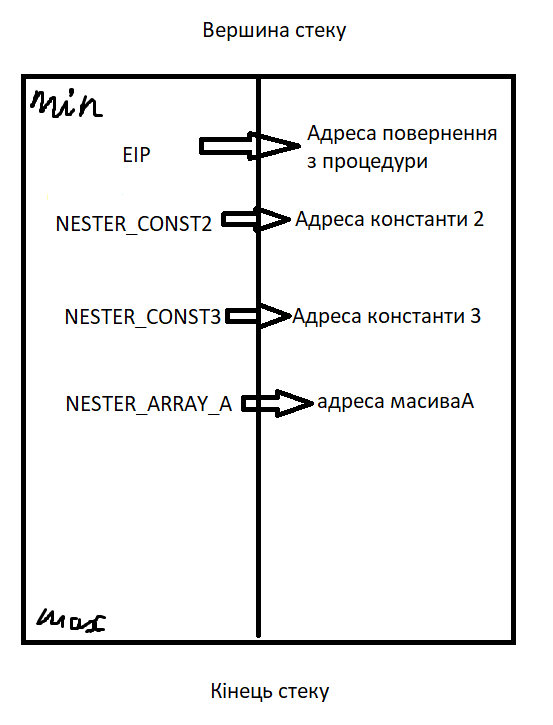 Вершина стеку
min
EIP
Адреса повернення
з процедури
NESTER_CONST2
Адреса константи 2
NESTER_CONST3
Адреса константи 3
NESTER_ARRAY_A
адреса масиваА
max
Кінець стеку